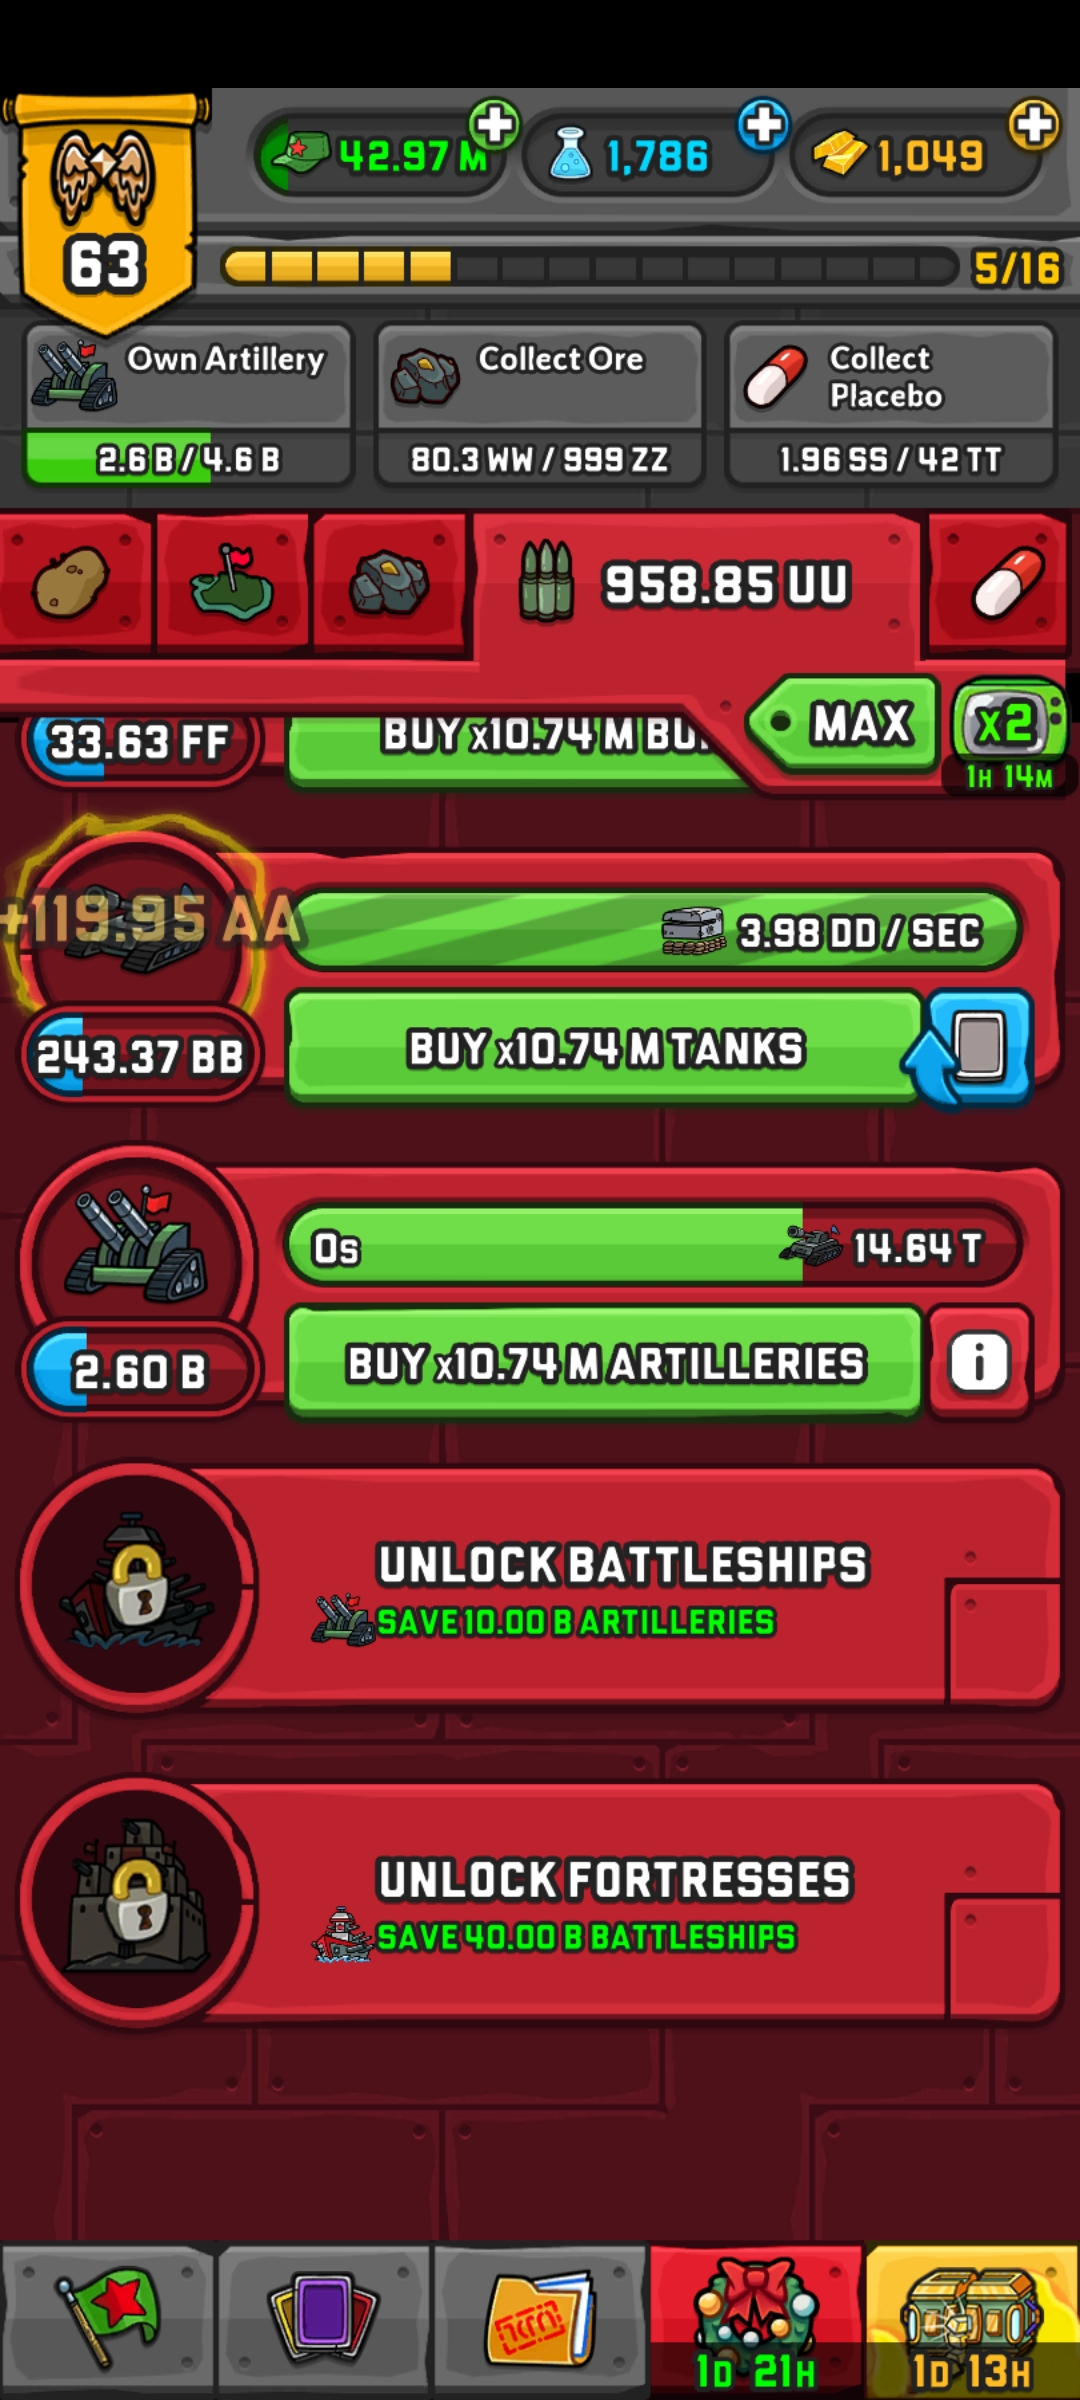 42.97 M
1,786
1,049
63
5/16
Own Artillery
2.6 B / 4.6 B
Collect Ore
80.3 WW / 999 ZZ
Collect
Placebo
1.96 SS / 42 TT
958.85 UU
MAX
X2
1H 14M
33.63 FF
BUY x10.74 M
+119.95 AA
3.98 DD / SEC
243.37 BB
BUY x10.74 M TANKS
0s
14.64 T
2.60 B
BUY x10.74 M ARTILLERIES
i
UNLOCK BATTLESHIPS
SAVE 10.00 B ARTILLERIES
UNLOCK FORTRESSES
SAVE 40.00 B BATTLESHIPS
1D 21H
1D 13H